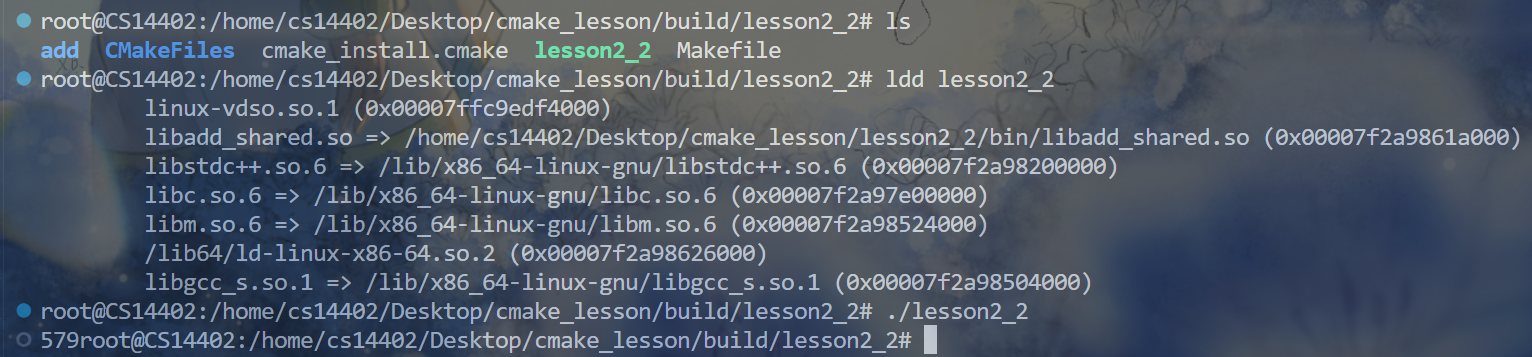 root@CS14402:/home/cs14402/Desktop/cmake_lesson/build/lesson2_2# ls
add  CMakeFiles  cmake_install.cmake  lesson2_2  Makefile
root@CS14402:/home/cs14402/Desktop/cmake_lesson/build/lesson2_2# ldd lesson2_2
        linux-vdso.so.1 (0x00007ffc9edf4000)
        libadd_shared.so => /home/cs14402/Desktop/cmake_lesson/lesson2_2/bin/libadd_shared.so (0x00007f2a9861a000)
        libstdc++.so.6 => /lib/x86_64-linux-gnu/libstdc++.so.6 (0x00007f2a98200000)
        libc.so.6 => /lib/x86_64-linux-gnu/libc.so.6 (0x00007f2a97e00000)
        libm.so.6 => /lib/x86_64-linux-gnu/libm.so.6 (0x00007f2a98524000)
        /lib64/ld-linux-x86-64.so.2 (0x00007f2a98626000)
        libgcc_s.so.1 => /lib/x86_64-linux-gnu/libgcc_s.so.1 (0x00007f2a98504000)
root@CS14402:/home/cs14402/Desktop/cmake_lesson/build/lesson2_2# ./lesson2_2
579root@CS14402:/home/cs14402/Desktop/cmake_lesson/build/lesson2_2#